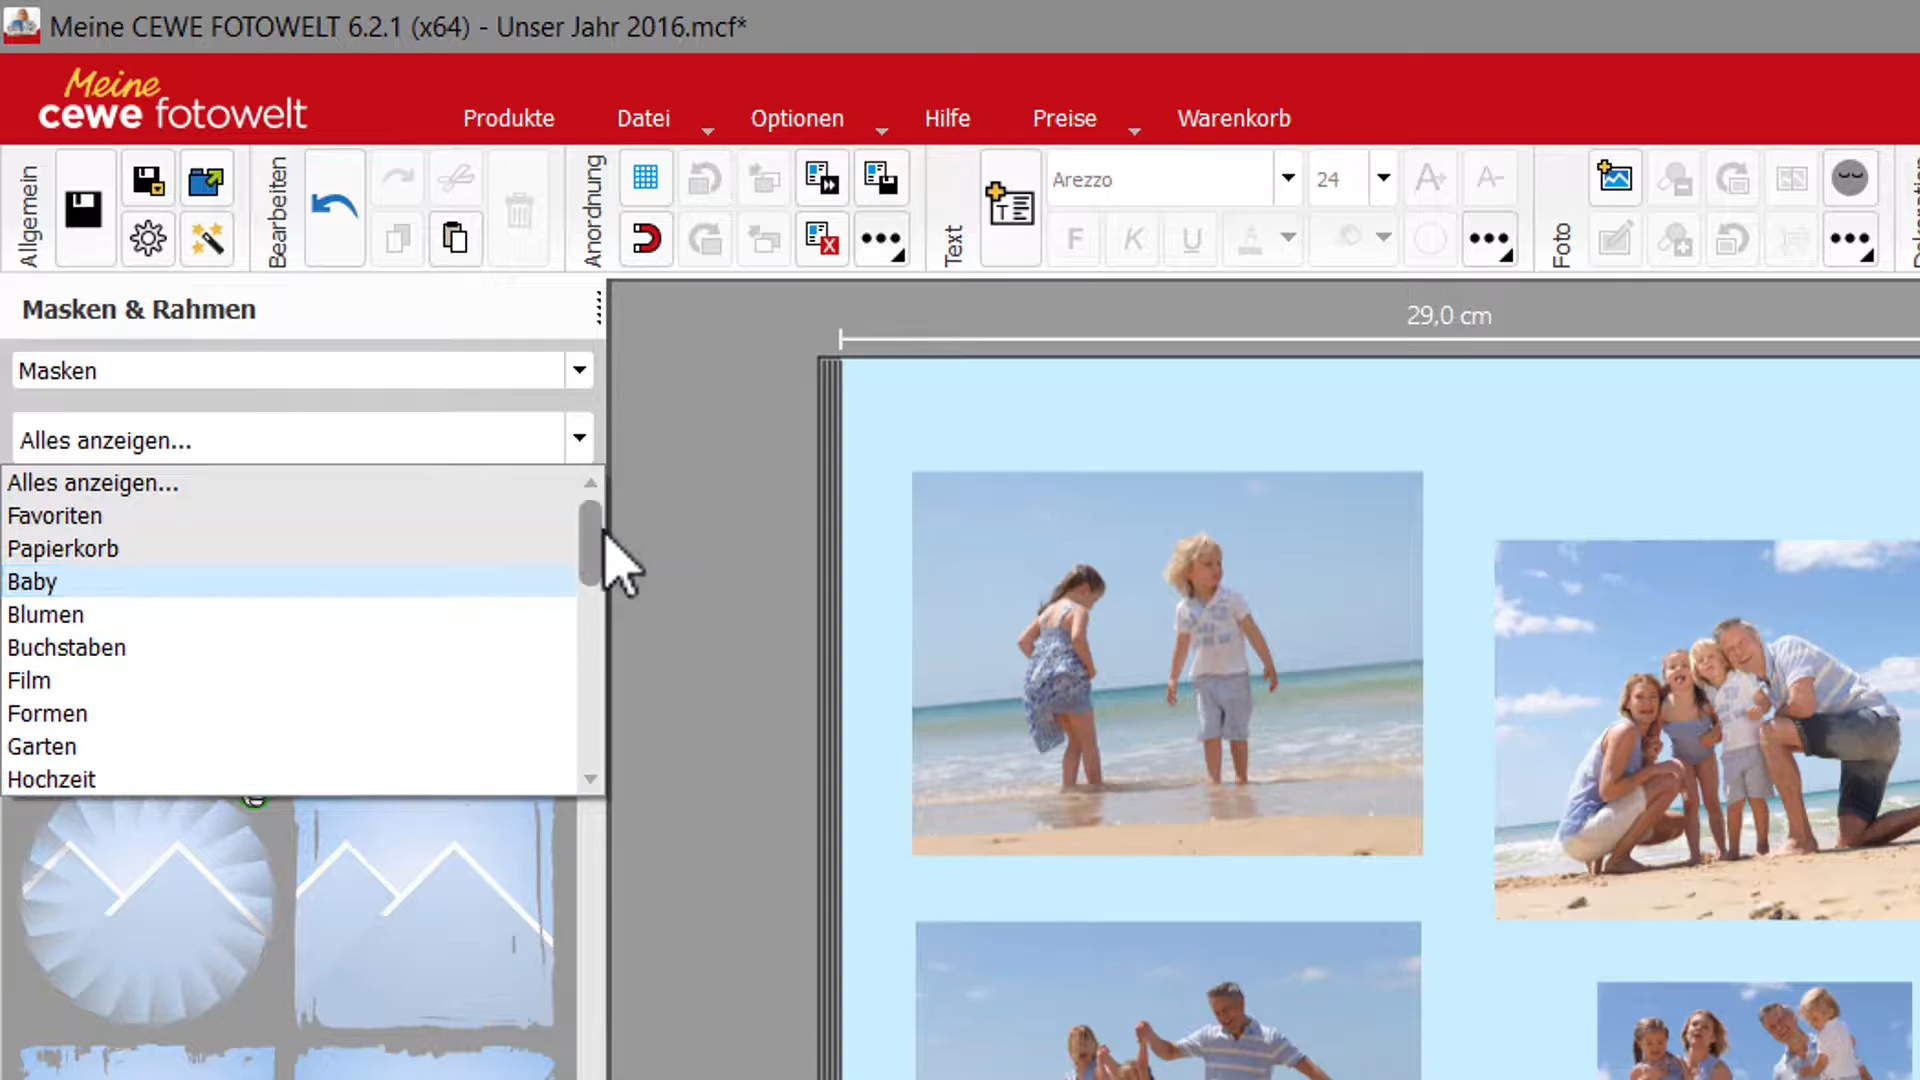 Meine CEWE FOTOWELT 6.2.1 (x64) - Unser Jahr 2016.mcf*
Meine
cewe fotowelt
Produkte Datei Optionen Hilfe Preise Warenkorb
Allgemein
Bearbeiten
Anordnung
Text
Arezzo
24
A+
A-
F
K
U
A
T
Foto
Masken & Rahmen
29,0 cm
Masken
Alles anzeigen...
Alles anzeigen...
Favoriten
Papierkorb
Baby
Blumen
Buchstaben
Film
Formen
Garten
Hochzeit